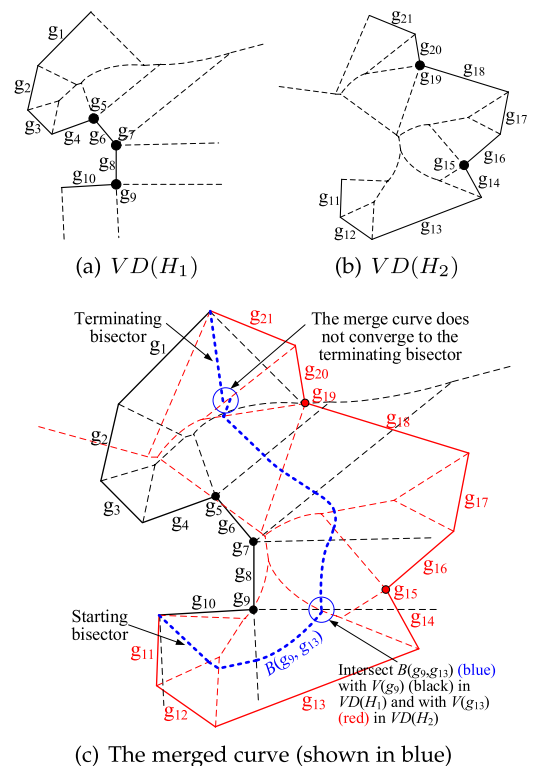 g1
g2
g3
g4
g5
g6
g7
g8
g10
g9
(a) VD(H1)
g21
g20
g19
g18
g17
g16
g15
g14
g11
g12
g13
(b) VD(H2)
Terminating
bisector
The merge curve does
not converge to the
terminating bisector
g1
g21
g20
g19
g18
g2
g3
g4
g5
g6
g7
g8
g17
g16
g15
g14
g10
g9
Starting
bisector
g11
g12
g13
B(g9, g13)
Intersect B(g9,g13) (blue)
with V(g9) (black) in
VD(H1) and with V(g13)
(red) in VD(H2)
(c) The merged curve (shown in blue)